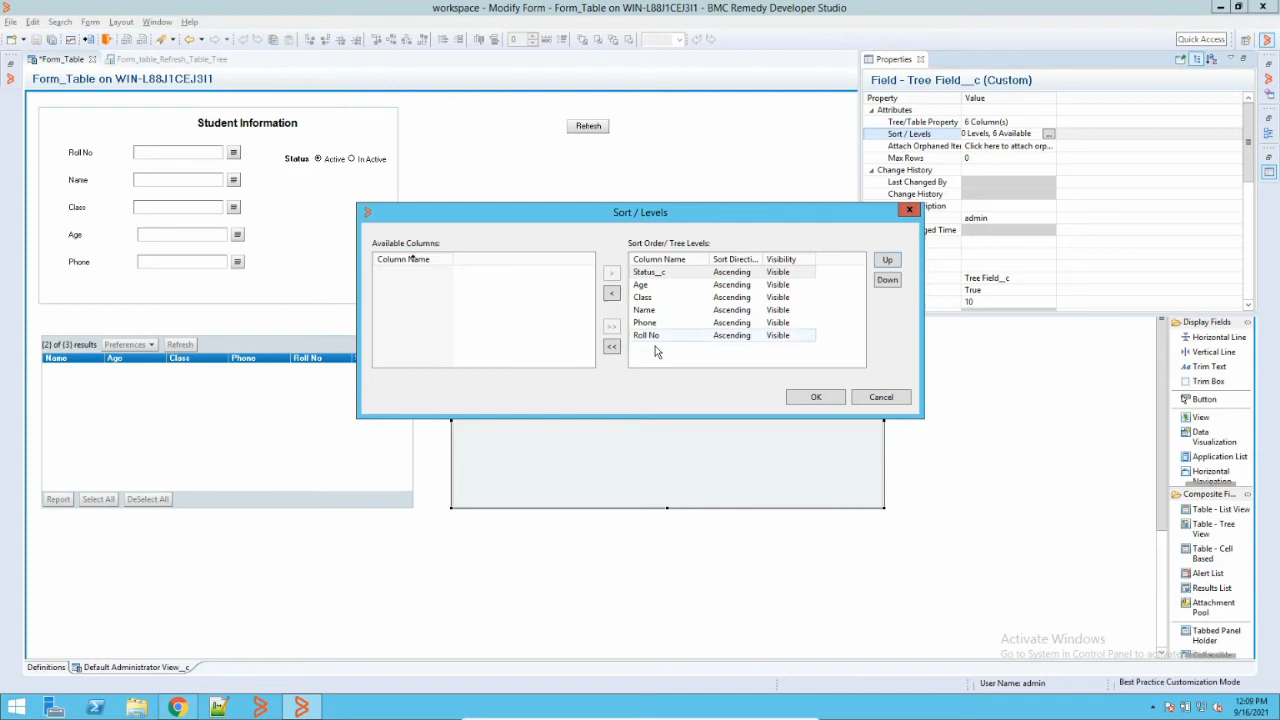 workspace - Modify Form - Form_Table on WIN-L88J1CEJ3I1 - BMC Remedy Developer Studio
File Edit Search Form Layout Window Help
0
Quick Access
*Form_Table
Form_table_Refresh_Table_Tree
Form_Table on WIN-L88J1CEJ3I1
Student Information
Roll No
Status Active In Active
Name
Class
Age
Phone
Refresh
[2] of {3} results Preferences Refresh
Name Age Class Phone Roll No
Report Select All DeSelect All
Sort / Levels
Available Columns:
Column Name
>
<
>>
<<
Sort Order/ Tree Levels:
Column Name Sort Directi... Visibility
Status__c Ascending Visible
Age Ascending Visible
Class Ascending Visible
Name Ascending Visible
Phone Ascending Visible
Roll No Ascending Visible
Up
Down
OK Cancel
Properties
Field - Tree Field__c (Custom)
Property Value
Attributes
Tree/Table Property 6 Column(s)
Sort / Levels 0 Levels, 6 Available ...
Attach Orphaned Iter Click here to attach orp...
Max Rows 0
Change History
Last Changed By
Change History
admin
Tree Field__c
True
10
Display Fields
Horizontal Line
Vertical Line
Aa Trim Text
Trim Box
Button
View
Data
Visualization
Application List
Horizontal
Composite Fi...
Table - List View
Table - Tree
View
Table - Cell
Based
Alert List
Results List
Attachment
Pool
Tabbed Panel
Holder
Activate Windows
Go to System in Control Panel to
Definitions Default Administrator View__c
User Name: admin
Best Practice Customization Mode
12:09 PM
9/16/2021